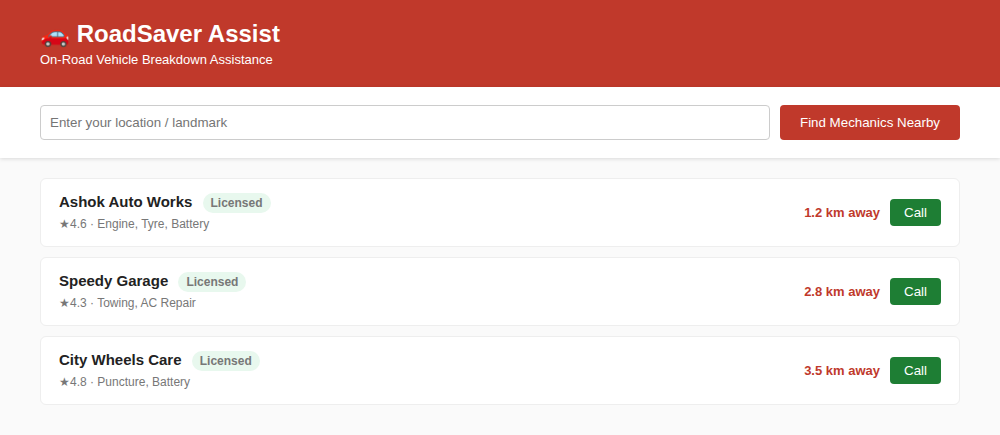 🚗 RoadSaver Assist
On-Road Vehicle Breakdown Assistance
Enter your location / landmark
Find Mechanics Nearby
Ashok Auto Works Licensed
★4.6 · Engine, Tyre, Battery
1.2 km away Call
Speedy Garage Licensed
★4.3 · Towing, AC Repair
2.8 km away Call
City Wheels Care Licensed
★4.8 · Puncture, Battery
3.5 km away Call